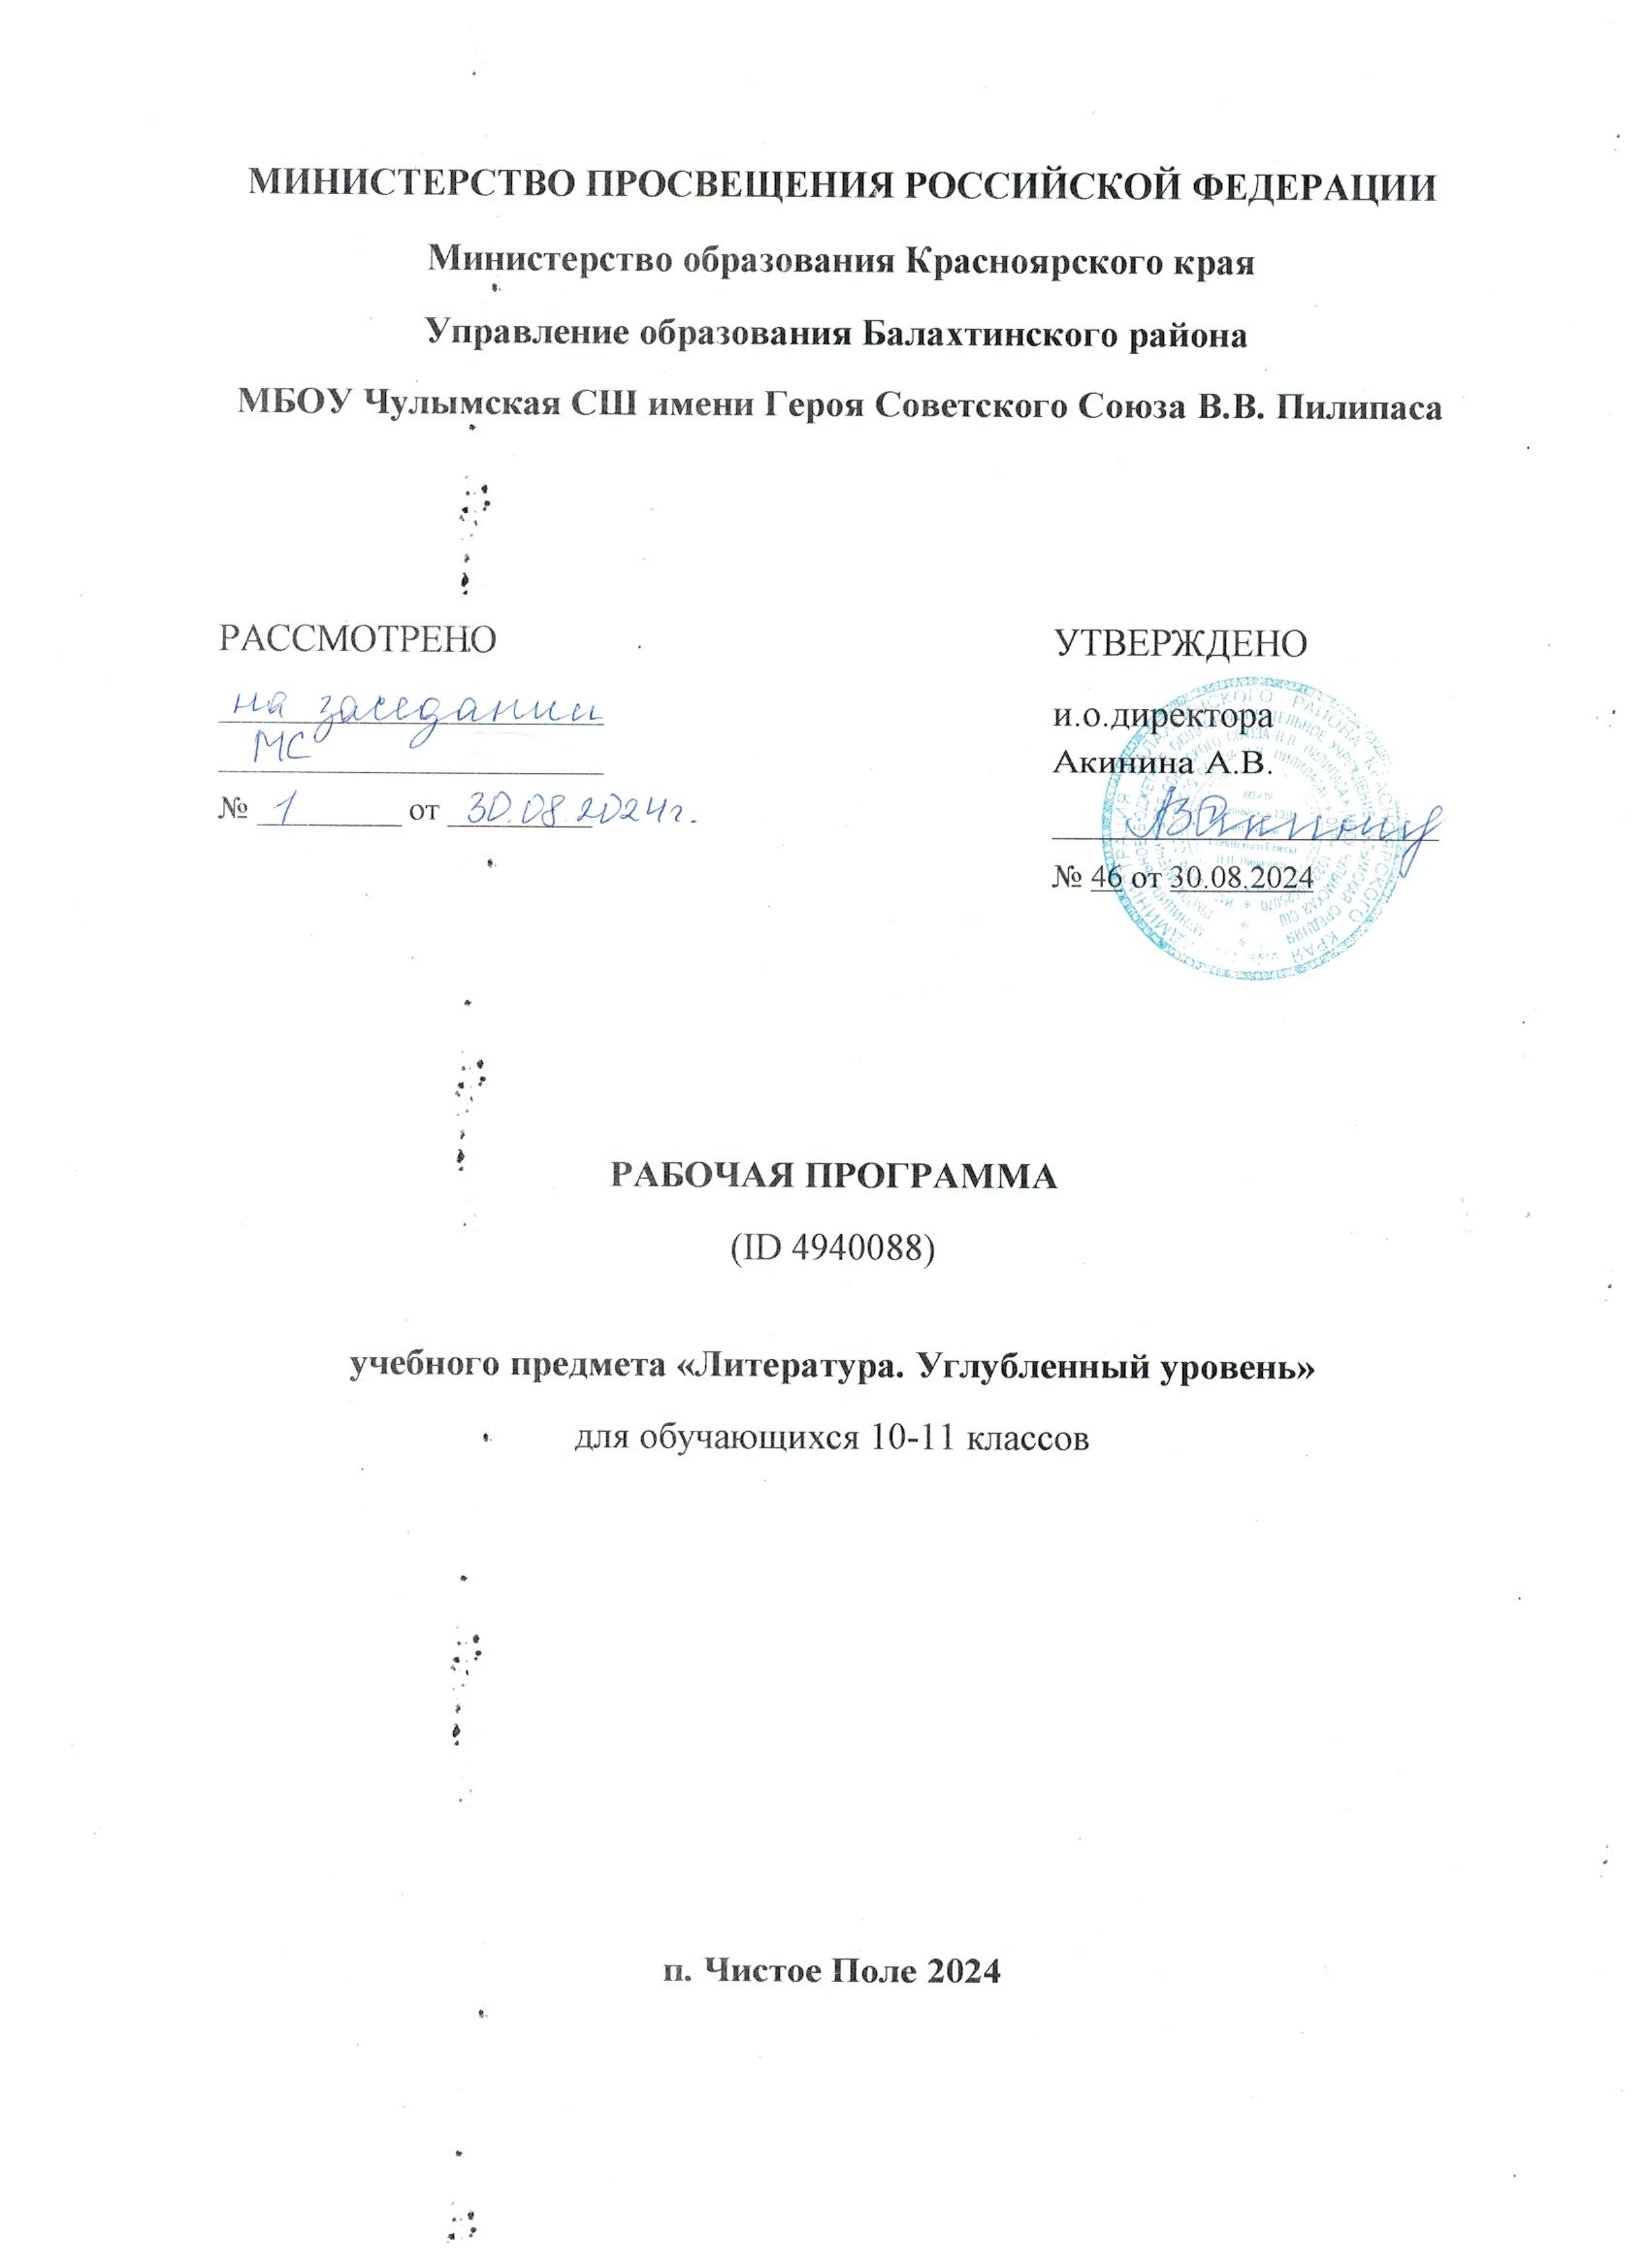 МИНИСТЕРСТВО ПРОСВЕЩЕНИЯ РОССИЙСКОЙ ФЕДЕРАЦИИ
Министерство образования Красноярского края
Управление образования Балахтинского района
МБОУ Чулымская СШ имени Героя Советского Союза В.В. Пилипаса
РАССМОТРЕНО
на заседании
МС
№ 1 от 30.08.2024г.
УТВЕРЖДЕНО
и.о.директора
Акинина А.В.
№ 46 от 30.08.2024
РАБОЧАЯ ПРОГРАММА
(ID 4940088)
учебного предмета «Литература. Углубленный уровень»
для обучающихся 10-11 классов
п. Чистое Поле 2024